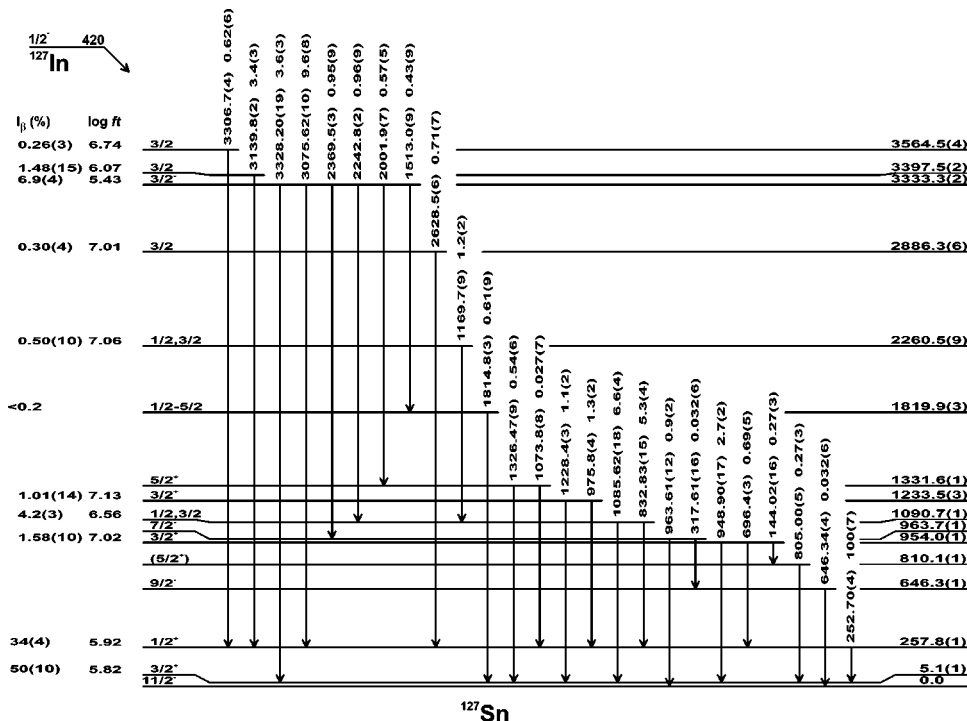 1/2⁻ 420
¹²⁷In
3306.7(4) 0.62(6)
3139.8(2) 3.4(3)
3328.20(19) 3.6(3)
3075.62(10) 9.6(8)
2369.5(3) 0.95(9)
2242.8(2) 0.96(9)
2001.9(7) 0.57(5)
1513.0(9) 0.43(9)
2628.5(6) 0.71(7)
1169.7(9) 1.2(2)
1814.8(3) 0.61(9)
1326.47(9) 0.54(6)
1073.8(8) 0.027(7)
1228.4(3) 1.1(2)
975.8(4) 1.3(2)
1085.62(18) 6.6(4)
832.83(15) 5.3(4)
963.61(12) 0.9(2)
317.61(16) 0.032(6)
948.90(17) 2.7(2)
696.4(3) 0.69(5)
144.02(16) 0.27(3)
805.00(5) 0.27(3)
646.34(4) 0.032(6)
252.70(4) 100(7)
Iβ (%) log ft
0.26(3) 6.74 3/2 3564.5(4)
1.48(15) 6.07 3/2 3397.5(2)
6.9(4) 5.43 3/2⁻ 3333.3(2)
0.30(4) 7.01 3/2 2886.3(6)
0.50(10) 7.06 1/2,3/2 2260.5(9)
<0.2 1/2-5/2 1819.9(3)
5/2⁺ 1331.6(1)
1.01(14) 7.13 3/2⁺ 1233.5(3)
4.2(3) 6.56 1/2,3/2 1090.7(1)
7/2⁻ 963.7(1)
1.58(10) 7.02 3/2⁺ 954.0(1)
(5/2⁺) 810.1(1)
9/2⁻ 646.3(1)
34(4) 5.92 1/2⁺ 257.8(1)
50(10) 5.82 3/2⁺ 5.1(1)
11/2⁻ 0.0
¹²⁷Sn